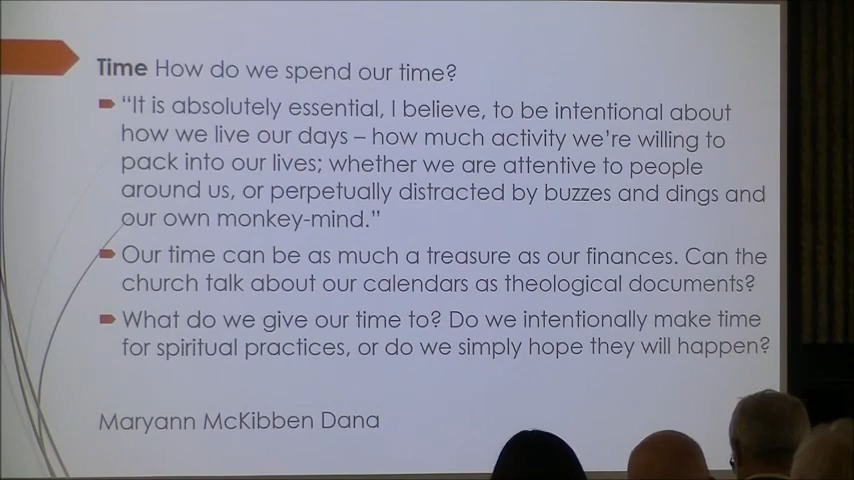 Time How do we spend our time?
“It is absolutely essential, I believe, to be intentional about
how we live our days – how much activity we’re willing to
pack into our lives; whether we are attentive to people
around us, or perpetually distracted by buzzes and dings and
our own monkey-mind.”
Our time can be as much a treasure as our finances. Can the
church talk about our calendars as theological documents?
What do we give our time to? Do we intentionally make time
for spiritual practices, or do we simply hope they will happen?
Maryann McKibben Dana